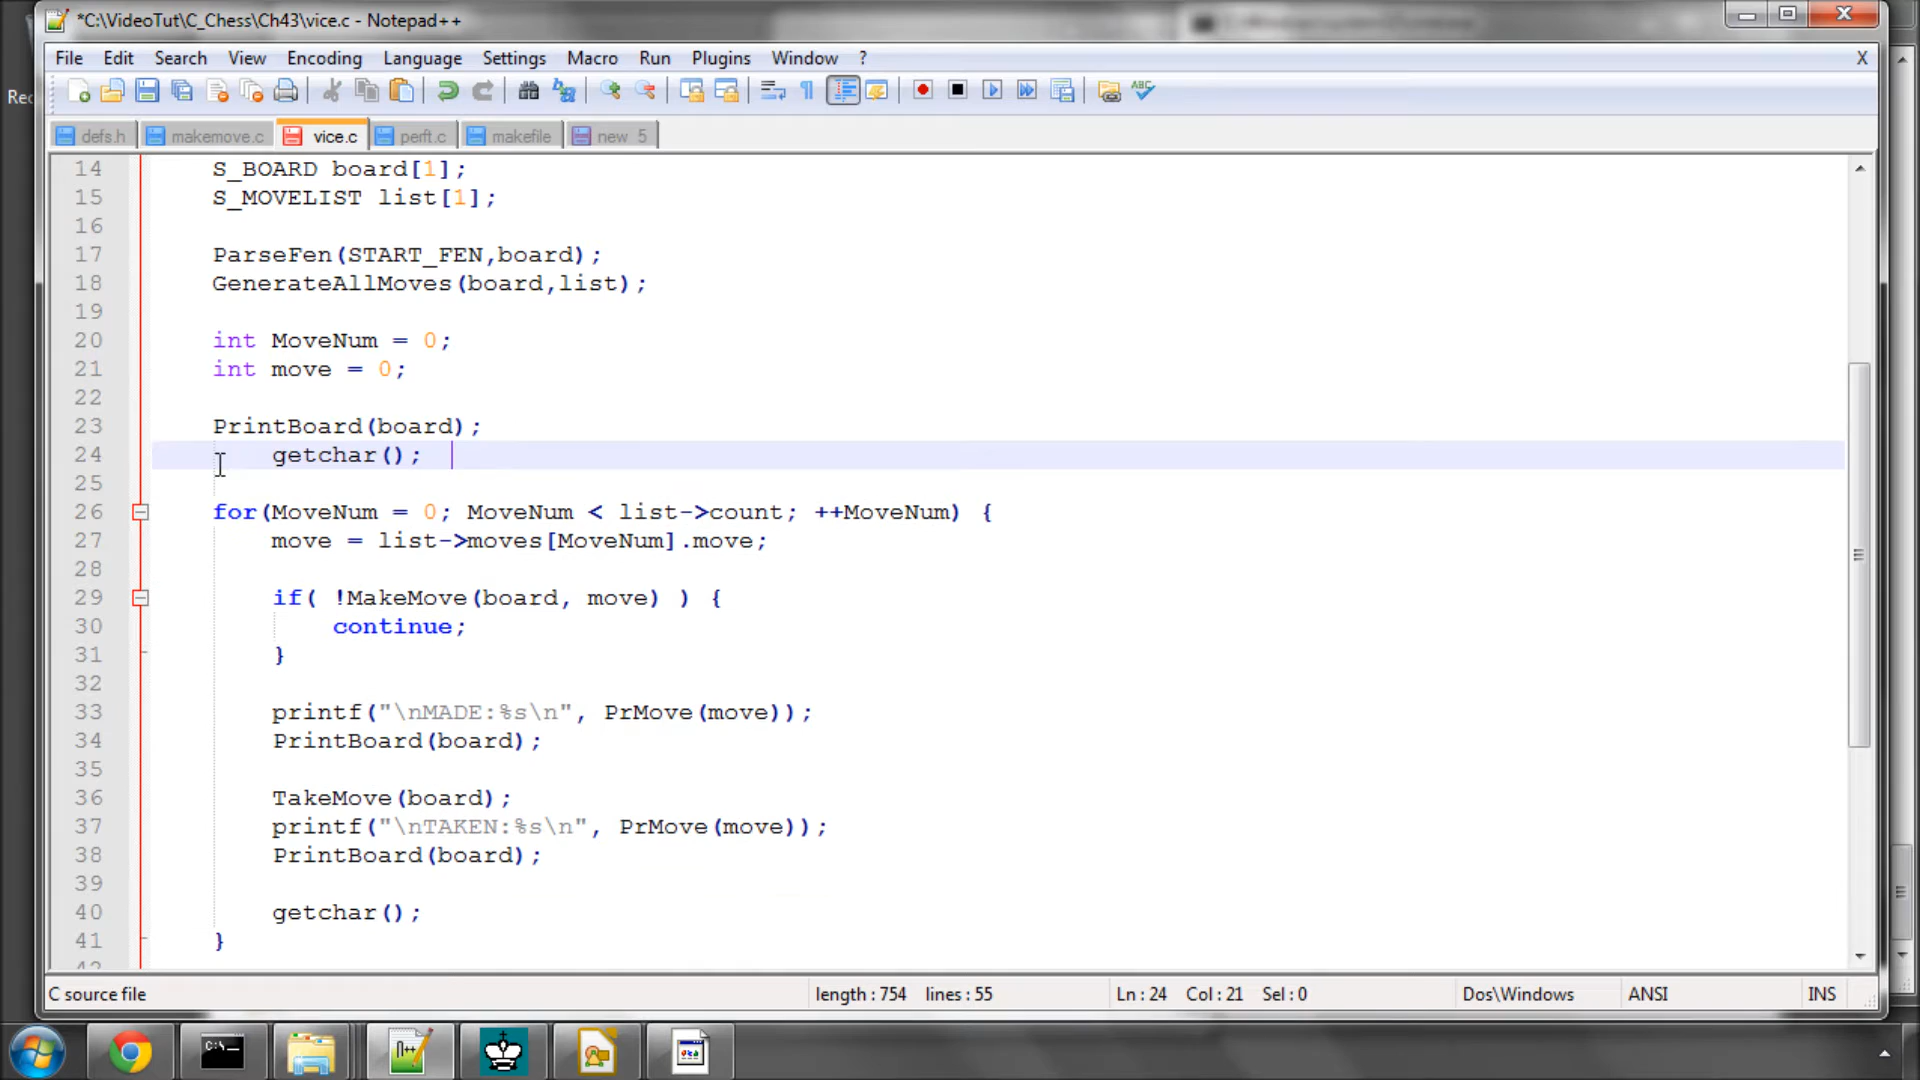 *C:\VideoTut\C_Chess\Ch43\vice.c - Notepad++
File Edit Search View Encoding Language Settings Macro Run Plugins Window ? X
defs.h makemove.c vice.c perft.c makefile new 5
Rec
14 S_BOARD board[1];
15 S_MOVELIST list[1];
16
17 ParseFen(START_FEN,board);
18 GenerateAllMoves(board,list);
19
20 int MoveNum = 0;
21 int move = 0;
22
23 PrintBoard(board);
24 getchar();
25
26 for(MoveNum = 0; MoveNum < list->count; ++MoveNum) {
27 move = list->moves[MoveNum].move;
28
29 if( !MakeMove(board, move) ) {
30 continue;
31 }
32
33 printf("\nMADE:%s\n", PrMove(move));
34 PrintBoard(board);
35
36 TakeMove(board);
37 printf("\nTAKEN:%s\n", PrMove(move));
38 PrintBoard(board);
39
40 getchar();
41 }
42
C source file length : 754 lines : 55 Ln : 24 Col : 21 Sel : 0 Dos\Windows ANSI INS